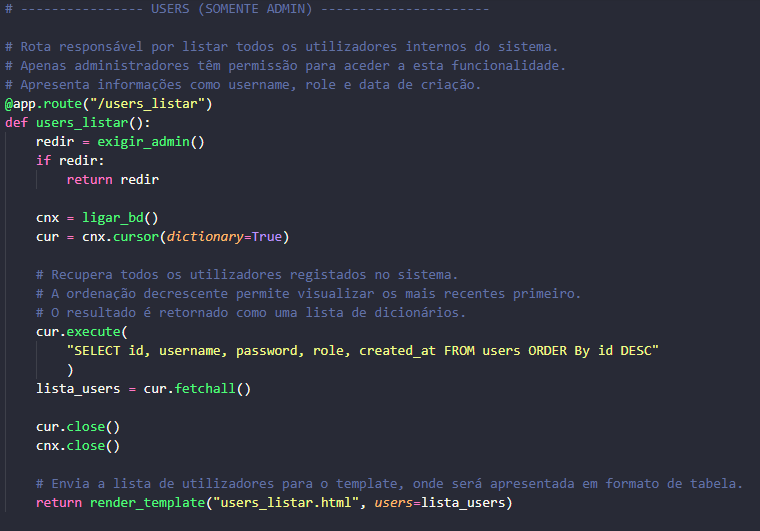 # ---------------- USERS (SOMENTE ADMIN) ----------------------
# Rota responsável por listar todos os utilizadores internos do sistema.
# Apenas administradores têm permissão para aceder a esta funcionalidade.
# Apresenta informações como username, role e data de criação.
@app.route("/users_listar")
def users_listar():
    redir = exigir_admin()
    if redir:
        return redir
    cnx = ligar_bd()
    cur = cnx.cursor(dictionary=True)
    # Recupera todos os utilizadores registados no sistema.
    # A ordenação decrescente permite visualizar os mais recentes primeiro.
    # O resultado é retornado como uma lista de dicionários.
    cur.execute(
        "SELECT id, username, password, role, created_at FROM users ORDER By id DESC"
        )
    lista_users = cur.fetchall()
    cur.close()
    cnx.close()
    # Envia a lista de utilizadores para o template, onde será apresentada em formato de tabela.
    return render_template("users_listar.html", users=lista_users)